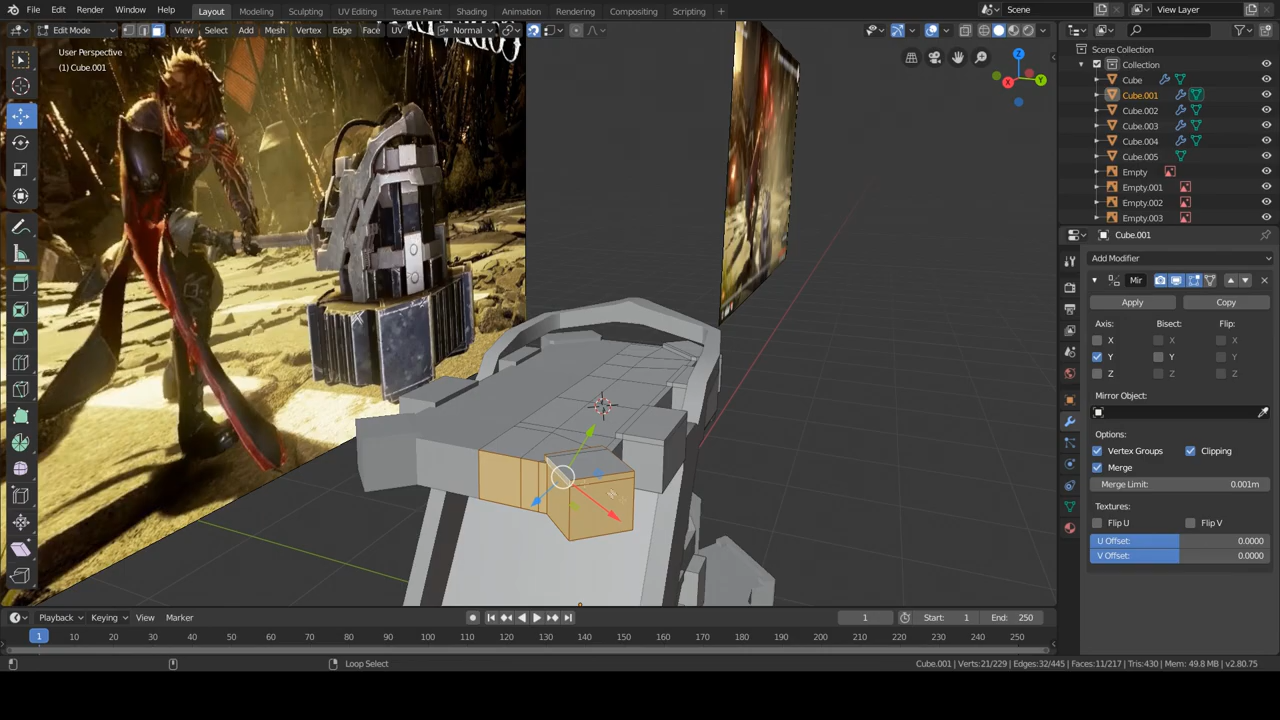 File Edit Render Window Help
Layout Modeling Sculpting UV Editing Texture Paint Shading Animation Rendering Compositing Scripting +
Scene
View Layer
Edit Mode View Select Add Mesh Vertex Edge Face UV Normal
User Perspective
(1) Cube.001
X Y Z
Scene Collection
Collection
Cube
Cube.001
Cube.002
Cube.003
Cube.004
Cube.005
Empty
Empty.001
Empty.002
Empty.003
Cube.001
Add Modifier
Mir
Apply Copy
Axis: Bisect: Flip:
X X X
Y Y Y
Z Z Z
Mirror Object:
Options:
Vertex Groups Clipping
Merge
Merge Limit: 0.001m
Textures:
Flip U Flip V
U Offset: 0.0000
V Offset: 0.0000
Playback Keying View Marker 1 Start: 1 End: 250
1 10 20 30 40 50 60 70 80 90 100 110 120 130 140 150 160 170 180 190 200 210 220 230 240 250
Loop Select
Cube.001 | Verts:21/229 | Edges:32/445 | Faces:11/217 | Tris:430 | Mem: 49.8 MB | v2.80.75